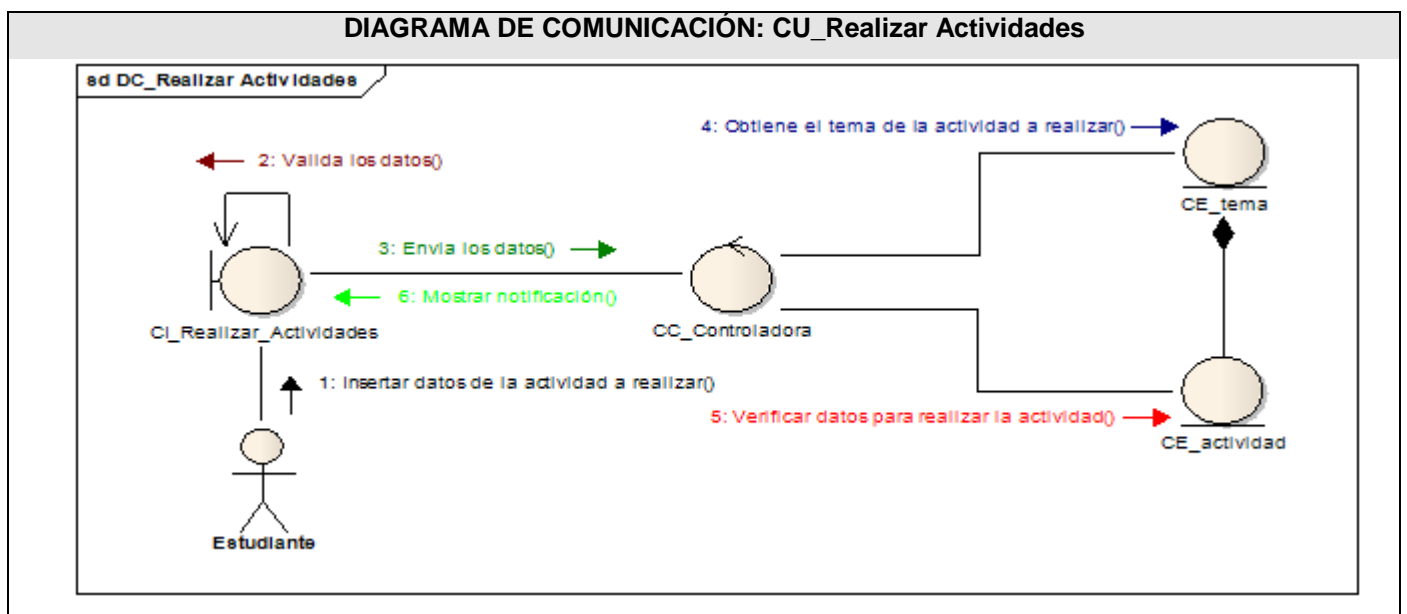 DIAGRAMA DE COMUNICACIÓN: CU_Realizar Actividades
sd DC_Realizar Actividades
4: Obtiene el tema de la actividad a realizar()
2: Valida los datos()
CE_tema
3: Envia los datos()
6: Mostrar notificación()
CI_Realizar_Actividades
CC_Controladora
1: Insertar datos de la actividad a realizar()
5: Verificar datos para realizar la actividad()
CE_actividad
Estudiante